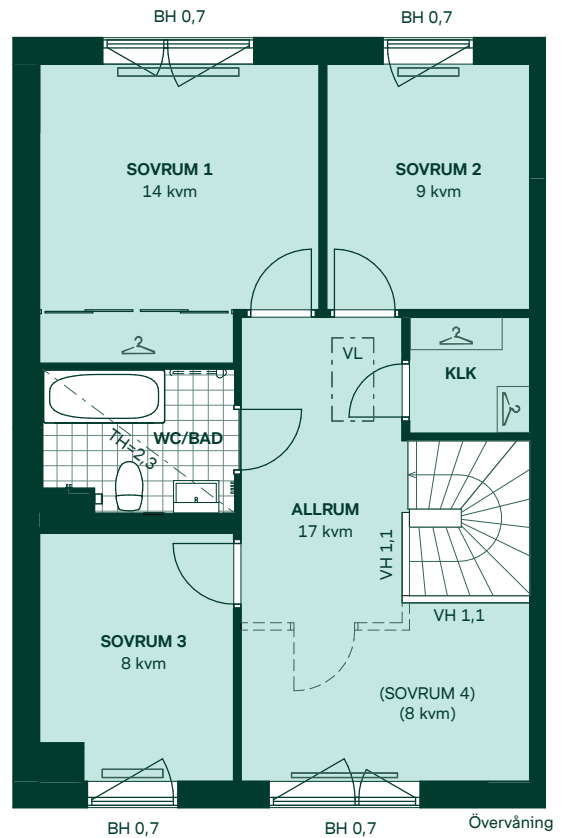 BH 0,7
BH 0,7
SOVRUM 1
14 kvm
SOVRUM 2
9 kvm
VL
KLK
TH=2,3
WC/BAD
ALLRUM
17 kvm
VH 1,1
VH 1,1
SOVRUM 3
8 kvm
(SOVRUM 4)
(8 kvm)
BH 0,7
BH 0,7
Övervåning